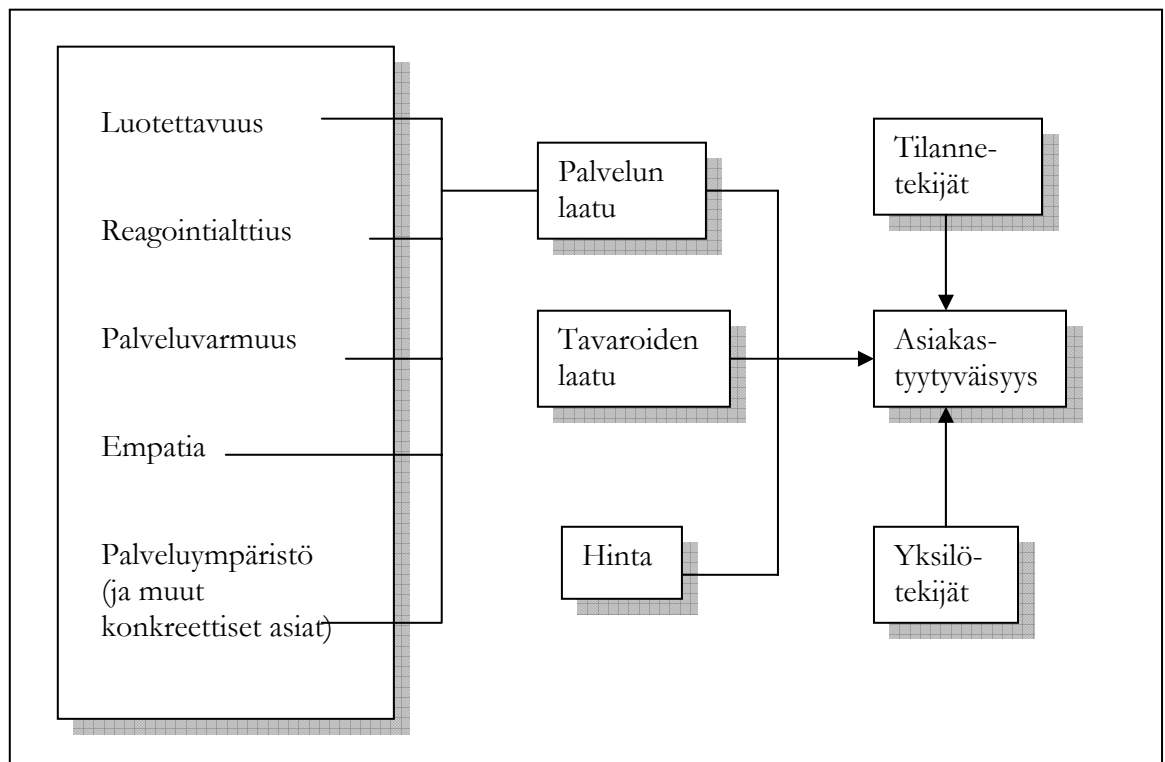 Luotettavuus
Reagointialttius
Palveluvarmuus
Empatia
Palveluympäristö
(ja muut
konkreettiset asiat)
Palvelun
laatu
Tavaroiden
laatu
Hinta
Tilanne-
tekijät
Asiakas-
tyytyväisyys
Yksilö-
tekijät